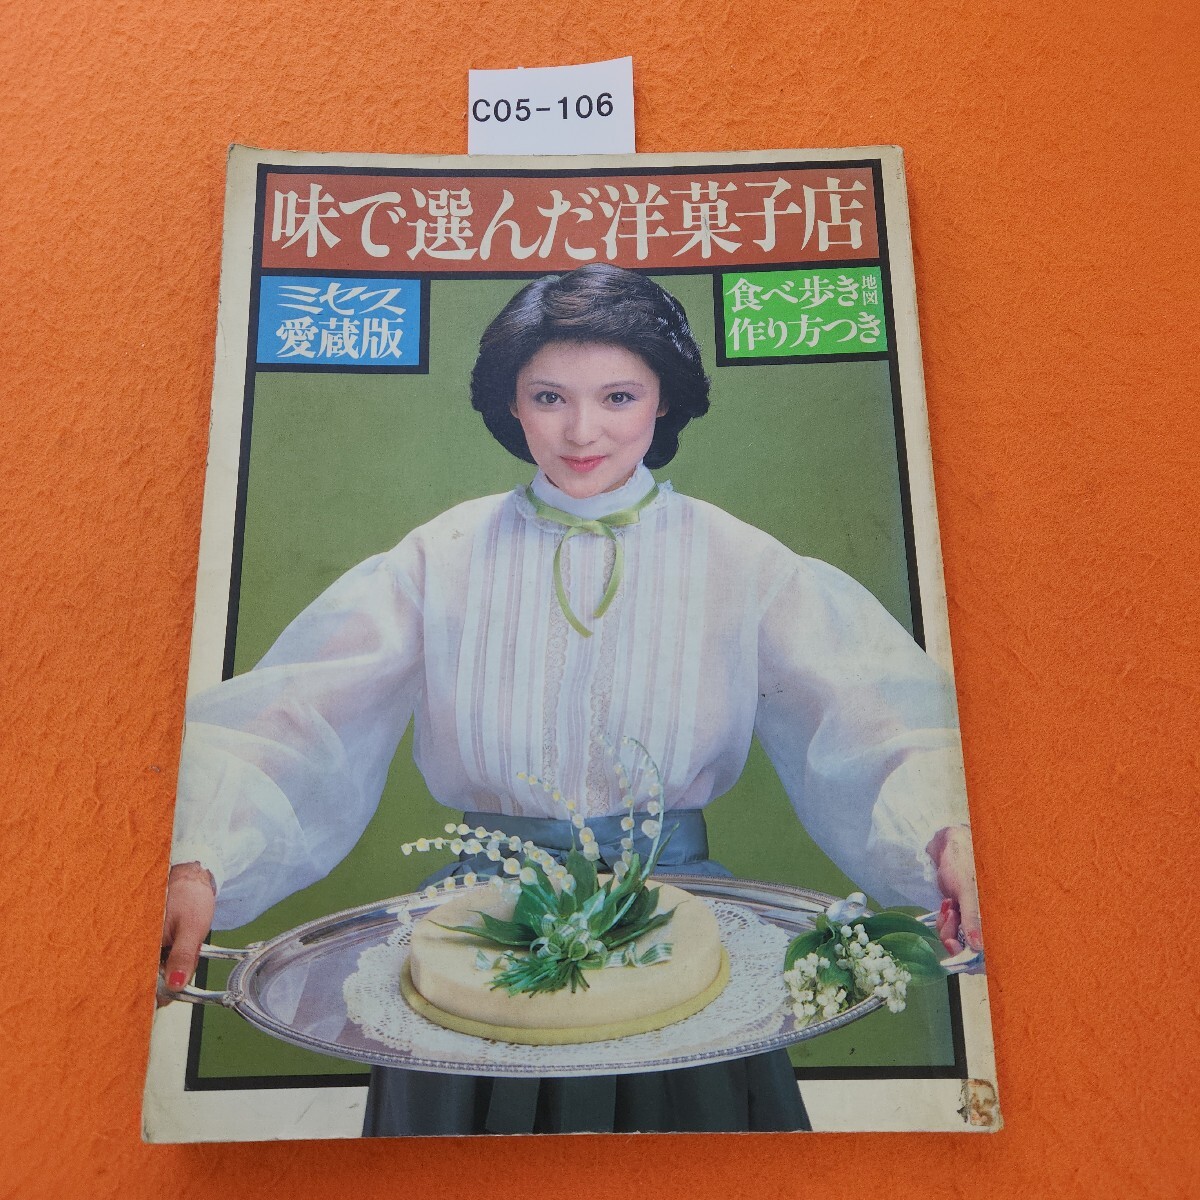 C05-106
味で選んだ洋菓子店
ミセス
愛蔵版
食べ歩き地図
作り方つき